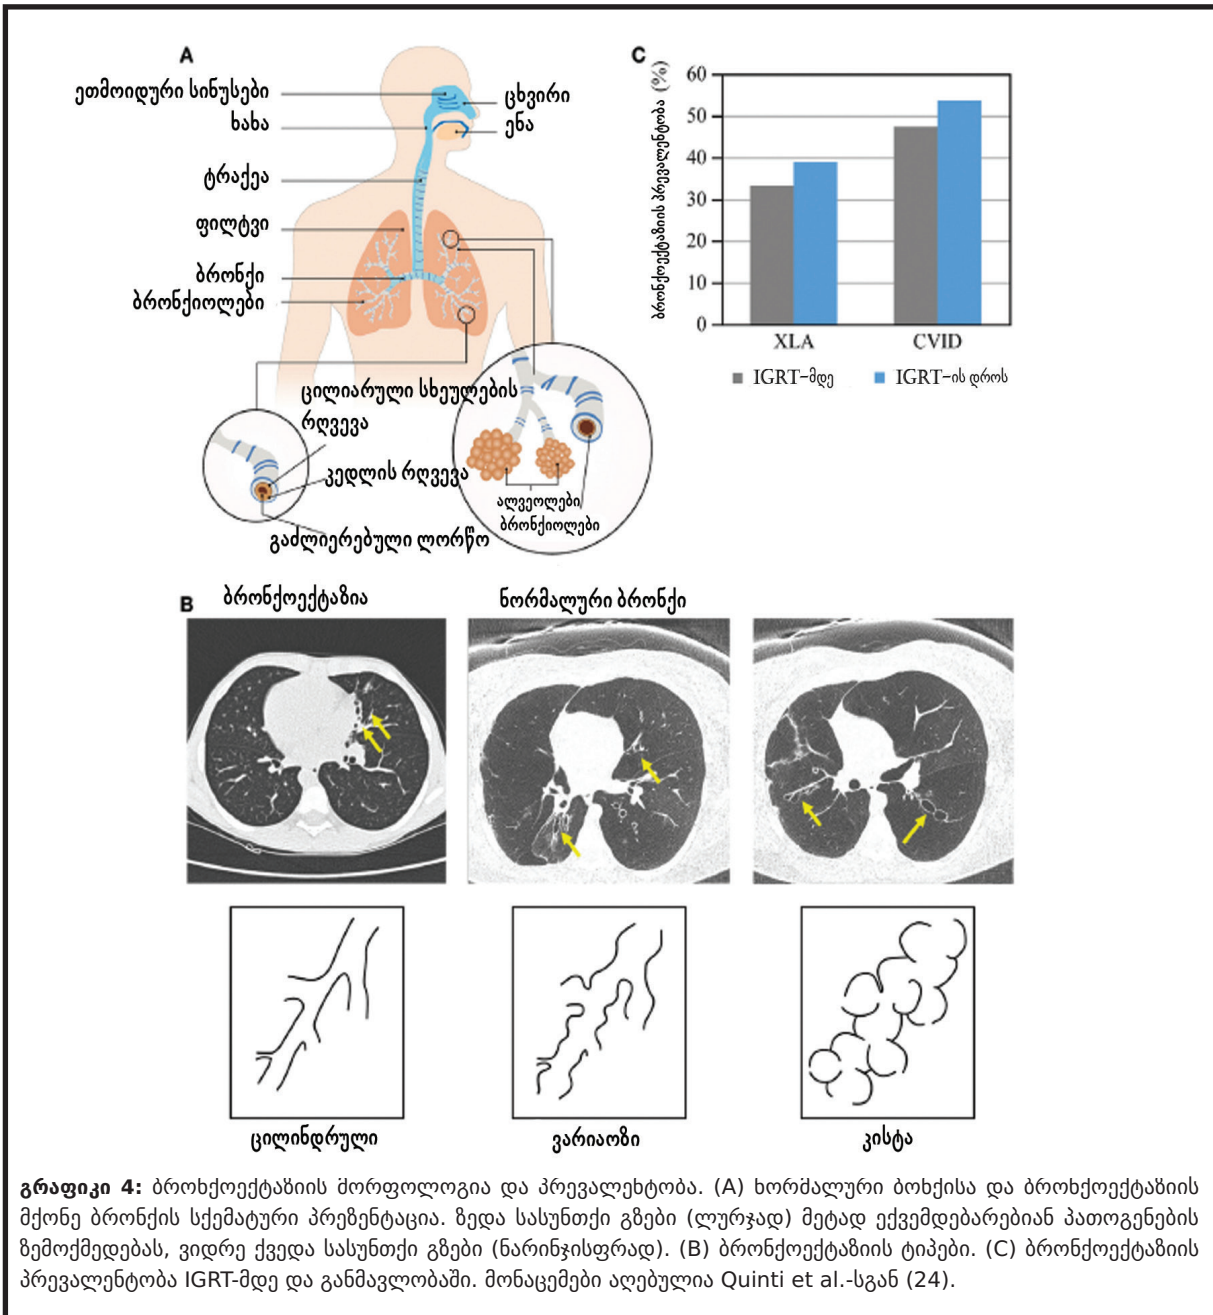 A
ეთმოიდური სინუსები
ხახა
ტრაქეა
ფილტვი
ბრონქი
ბრონქიოლები
ცხვირი
ენა
ცილიარული სხეულების
რღვევა
კედლის რღვევა
გაძლიერებული ლორწო
ალვეოლები
ბრონქიოლები
C
ბრონქოექტაზიის პრევალენტობა (%)
60
50
40
30
20
10
0
XLA CVID
IGRT-მდე IGRT-ის დროს
B
ბრონქოექტაზია ნორმალური ბრონქი
ცილინდრული ვარიაოზი კისტა
გრაფიკი 4: ბრონქოექტაზიის მორფოლოგია და პრევალენტობა. (A) ნორმალური ბონქისა და ბრონქოექტაზიის
მქონე ბრონქის სქემატური პრეზენტაცია. ზედა სასუნთქი გზები (ლურჯად) მეტად ექვემდებარებიან პათოგენების
ზემოქმედებას, ვიდრე ქვედა სასუნთქი გზები (ნარინჯისფრად). (B) ბრონქოექტაზიის ტიპები. (C) ბრონქოექტაზიის
პრევალენტობა IGRT-მდე და განმავლობაში. მონაცემები აღებულია Quinti et al.-სგან (24).